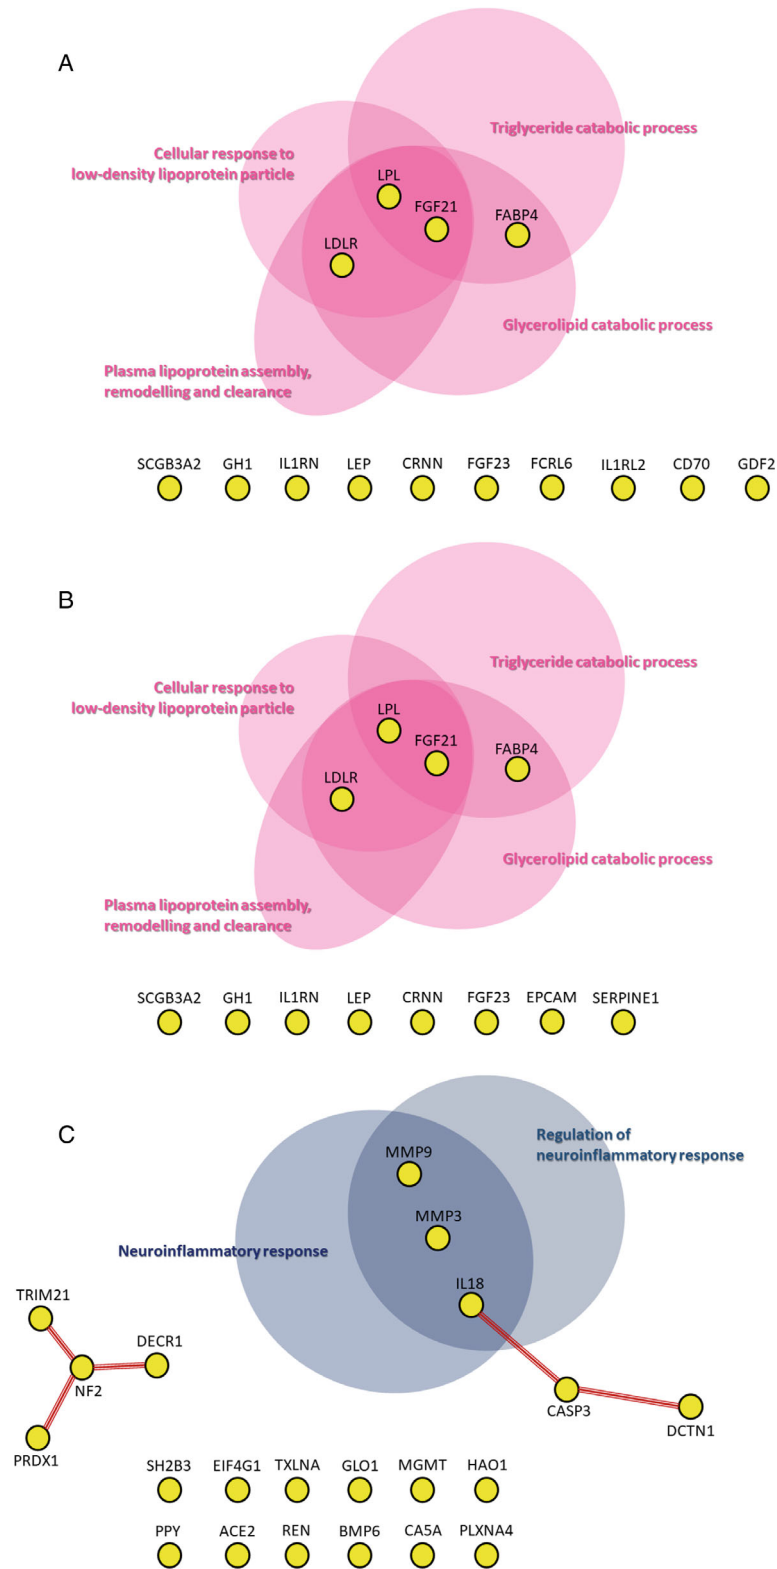 A
Triglyceride catabolic process
Cellular response to
low-density lipoprotein particle
LPL
FGF21
FABP4
LDLR
Glycerolipid catabolic process
Plasma lipoprotein assembly,
remodelling and clearance
SCGB3A2 GH1 IL1RN LEP CRNN FGF23 FCRL6 IL1RL2 CD70 GDF2
B
Triglyceride catabolic process
Cellular response to
low-density lipoprotein particle
LPL
FGF21
FABP4
LDLR
Glycerolipid catabolic process
Plasma lipoprotein assembly,
remodelling and clearance
SCGB3A2 GH1 IL1RN LEP CRNN FGF23 EPCAM SERPINE1
C
Regulation of
neuroinflammatory response
MMP9
MMP3
Neuroinflammatory response
IL18
TRIM21
DECR1
NF2
CASP3
DCTN1
PRDX1
SH2B3 EIF4G1 TXLNA GLO1 MGMT HAO1
PPY ACE2 REN BMP6 CA5A PLXNA4